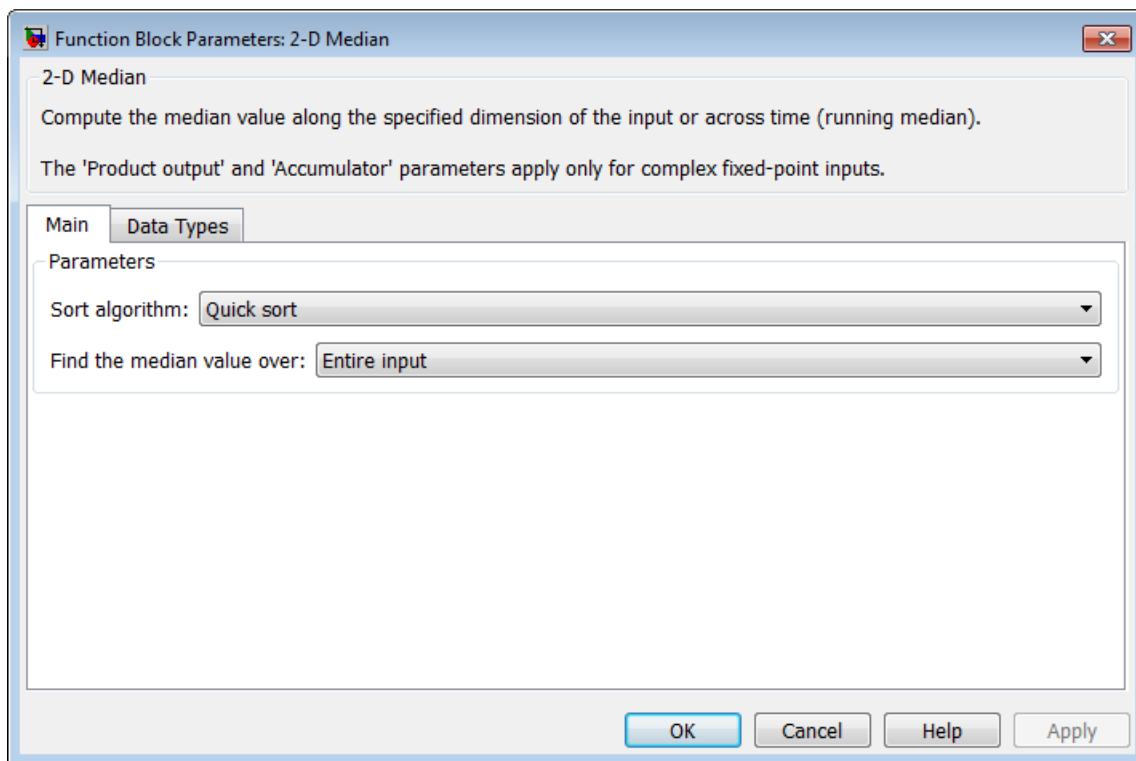 Function Block Parameters: 2-D Median
2-D Median
Compute the median value along the specified dimension of the input or across time (running median).
The 'Product output' and 'Accumulator' parameters apply only for complex fixed-point inputs.
Main Data Types
Parameters
Sort algorithm: Quick sort
Find the median value over: Entire input
OK Cancel Help Apply